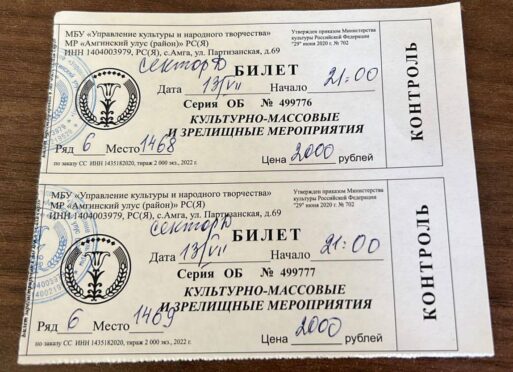 МБУ «Управление культуры и народного творчества»
МР «Амгинский улус (район)» РС(Я)
ИНН 1404003979, РС(Я), с.Амга, ул. Партизанская, д.69
Утвержден приказом Министерства
культуры Российской Федерации
"29" июня 2020 г. № 702
сектор Д
БИЛЕТ
Дата 13/VII Начало 21:00
Серия ОБ № 499776
КУЛЬТУРНО-МАССОВЫЕ
И ЗРЕЛИЩНЫЕ МЕРОПРИЯТИЯ
Ряд 6 Место 1468
Цена 2000 рублей
по заказу СС ИНН 1435182020, тираж 2 000 экз., 2022 г.
КОНТРОЛЬ
МБУ «Управление культуры и народного творчества»
МР «Амгинский улус (район)» РС(Я)
ИНН 1404003979, РС(Я), с.Амга, ул. Партизанская, д.69
Утвержден приказом Министерства
культуры Российской Федерации
"29" июня 2020 г. № 702
сектор Д
БИЛЕТ
Дата 13/VII Начало 21:00
Серия ОБ № 499777
КУЛЬТУРНО-МАССОВЫЕ
И ЗРЕЛИЩНЫЕ МЕРОПРИЯТИЯ
Ряд 6 Место 1469
Цена 2000 рублей
по заказу СС ИНН 1435182020, тираж 2 000 экз., 2022 г.
КОНТРОЛЬ